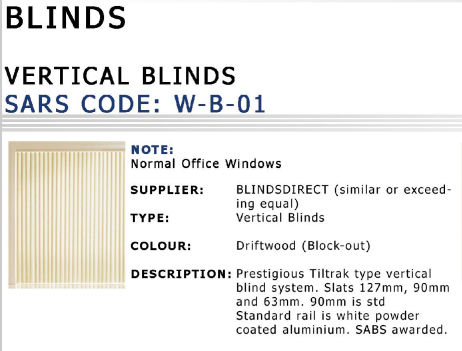 BLINDS
VERTICAL BLINDS
SARS CODE: W-B-01
NOTE:
Normal Office Windows
SUPPLIER: BLINDSDIRECT (similar or exceed-
ing equal)
TYPE: Vertical Blinds
COLOUR: Driftwood (Block-out)
DESCRIPTION: Prestigious Tiltrak type vertical
blind system. Slats 127mm, 90mm
and 63mm. 90mm is std
Standard rail is white powder
coated aluminium. SABS awarded.